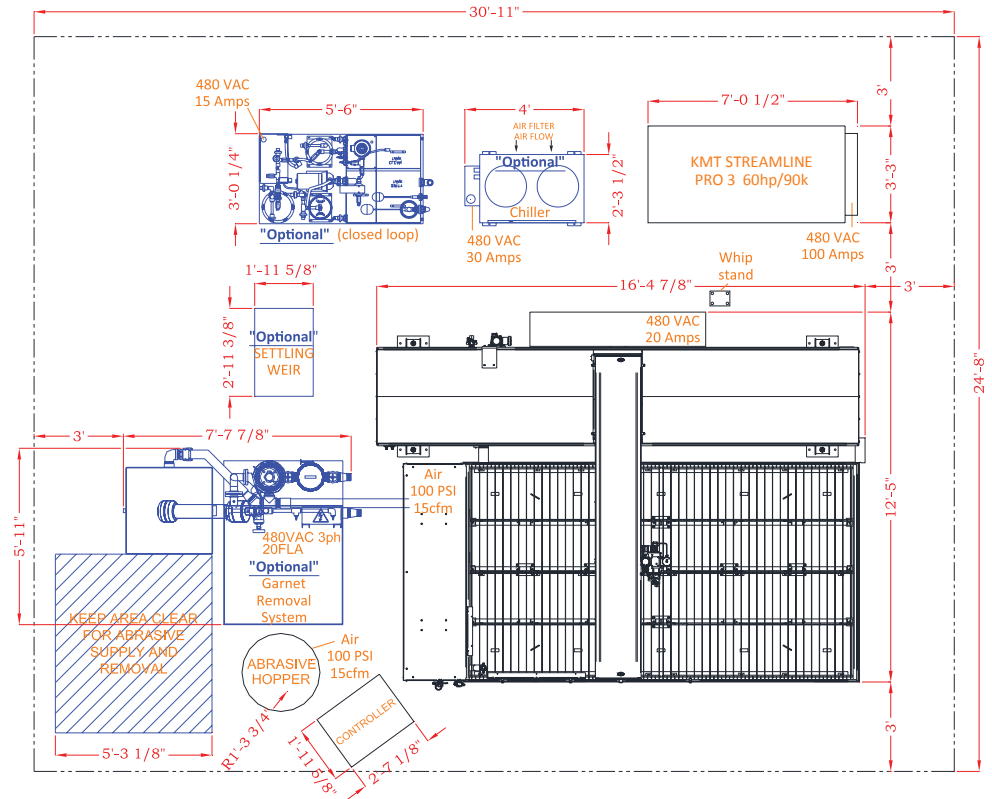 30'-11"
480 VAC
15 Amps
5'-6"
4'
7'-0 1/2"
3'
AIR FILTER
AIR FLOW
3'-0 1/4"
"Optional"
Chiller
2'-3 1/2"
KMT STREAMLINE
PRO 3 60hp/90k
3'-3"
"Optional" (closed loop)
480 VAC
30 Amps
480 VAC
100 Amps
1'-11 5/8"
Whip
stand
16'-4 7/8"
3'
3'
"Optional"
SETTLING
WEIR
2'-11 3/8"
480 VAC
20 Amps
24'-8"
3'
7'-7 7/8"
5'-11"
Air
100 PSI
15cfm
12'-5"
480VAC 3ph
20FLA
"Optional"
Garnet
Removal
System
KEEP AREA CLEAR
FOR ABRASIVE
SUPPLY AND
REMOVAL
Air
100 PSI
15cfm
ABRASIVE
HOPPER
CONTROLLER
R1'-3 3/4"
1'-11 5/8"
2'-7 1/8"
5'-3 1/8"
3'